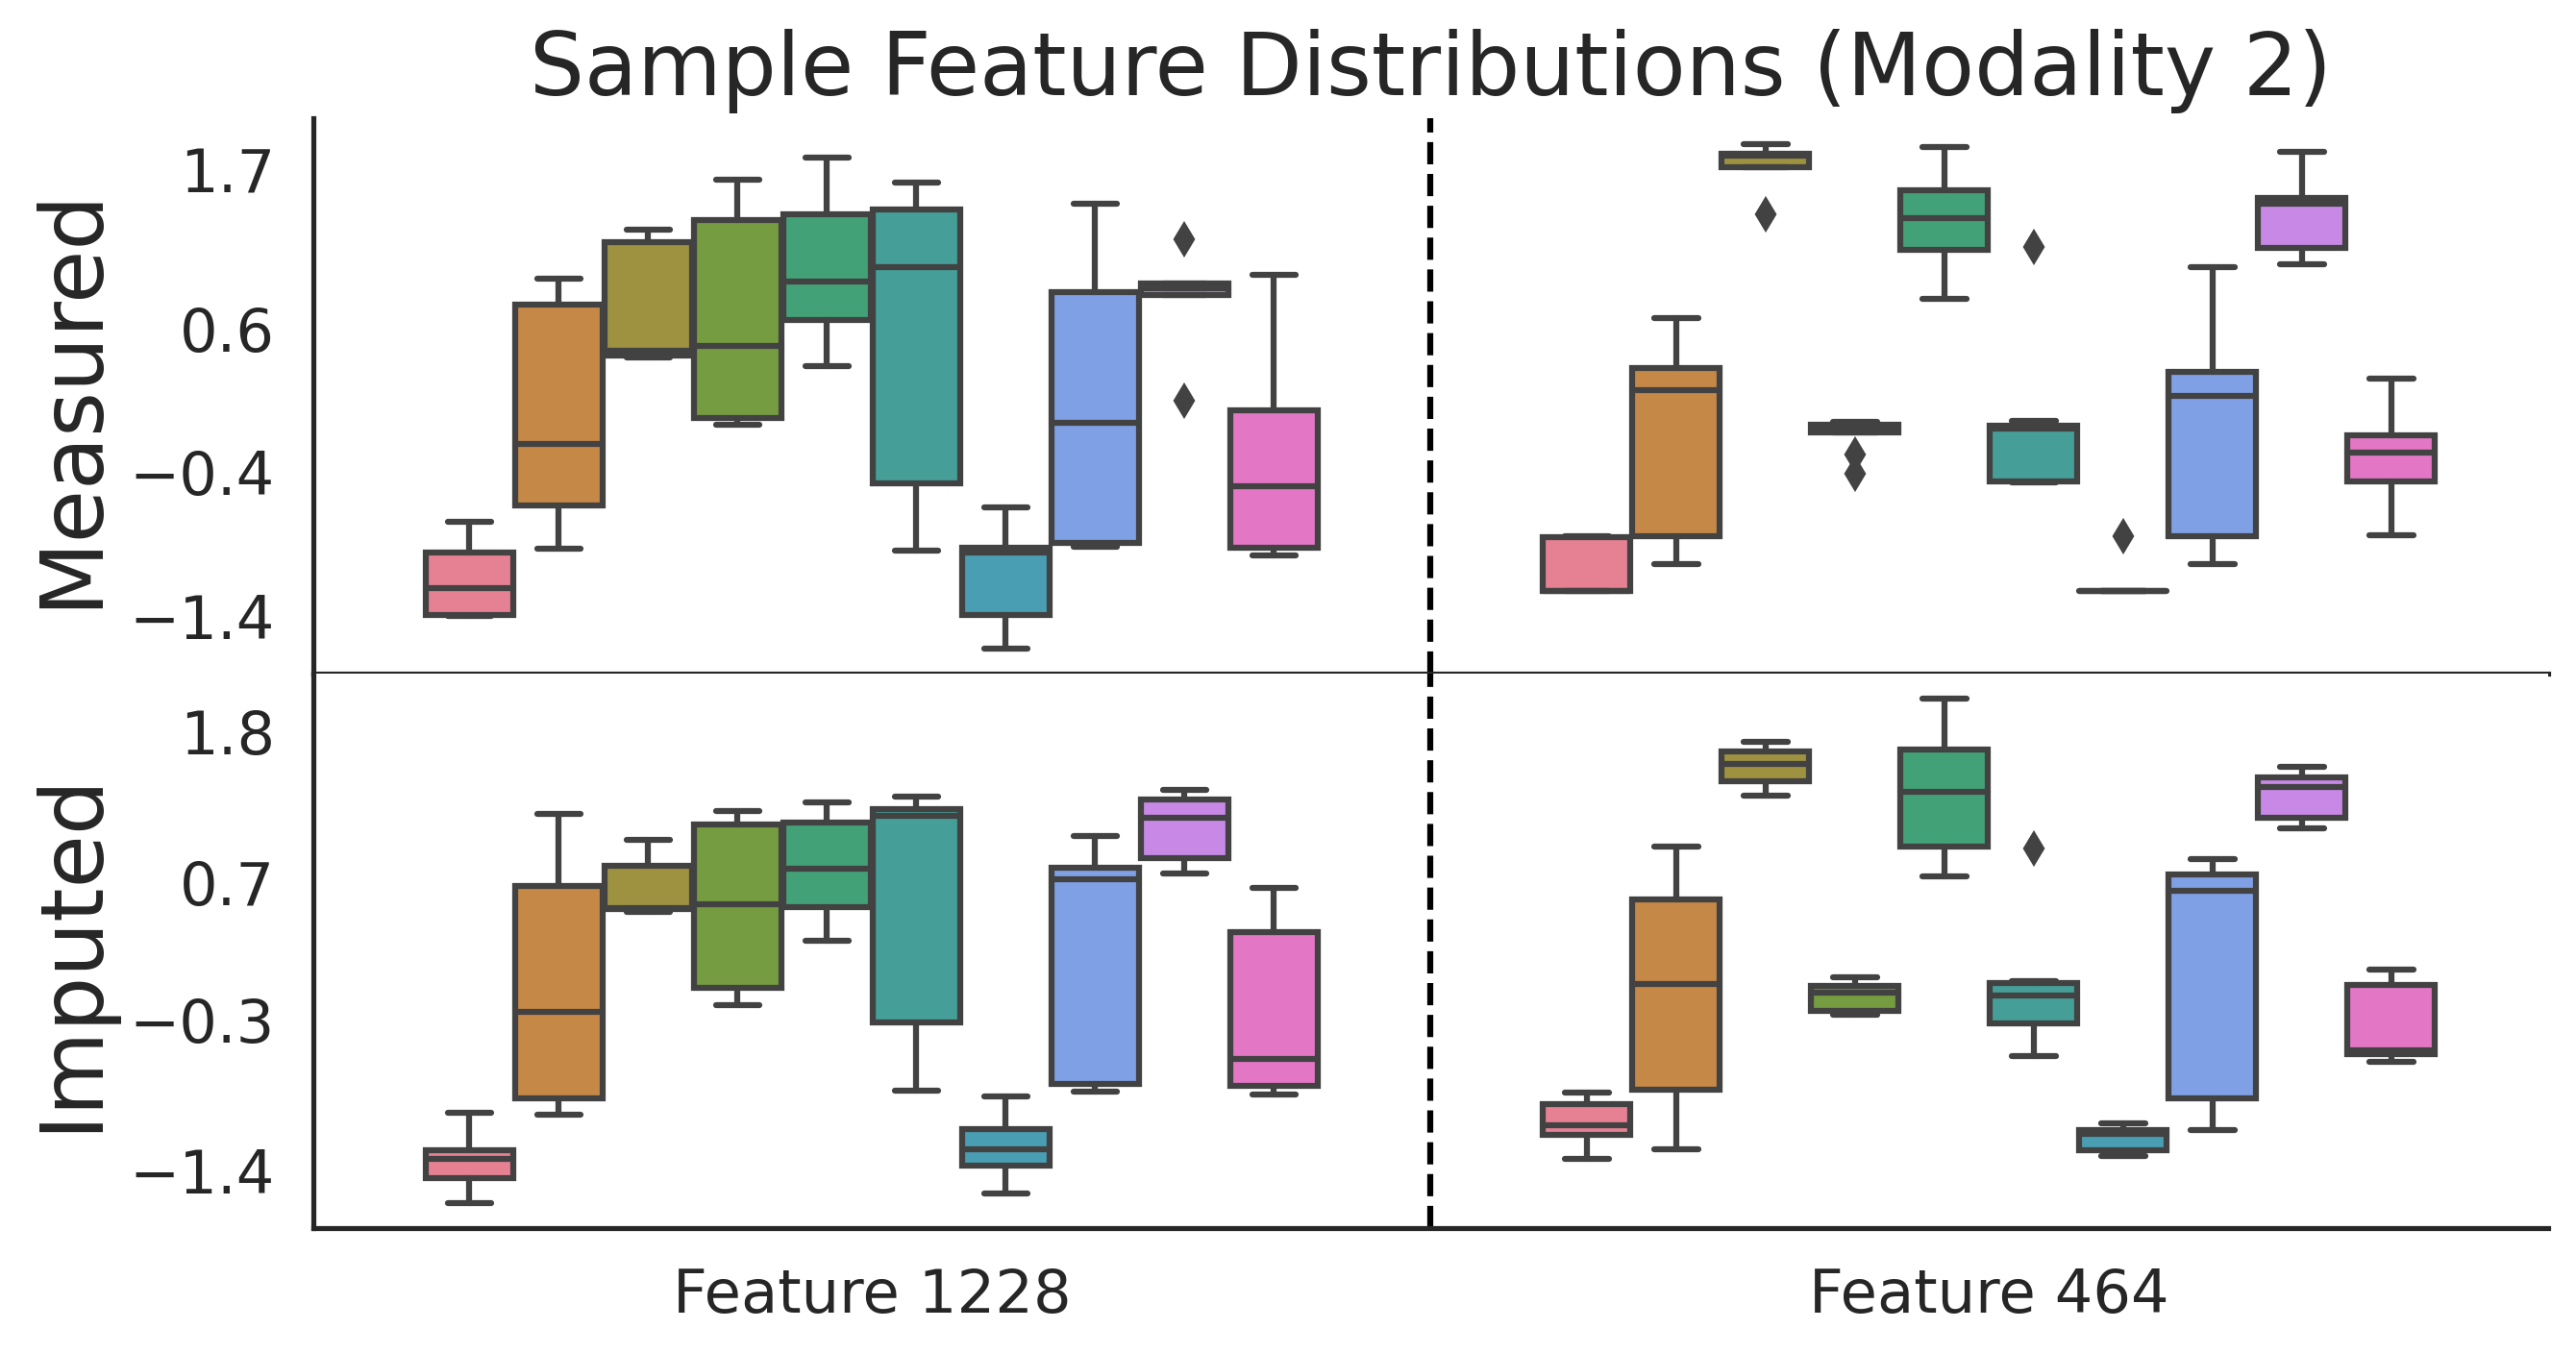 Sample Feature Distributions (Modality 2)
Measured
1.7
0.6
−0.4
−1.4
Imputed
1.8
0.7
−0.3
−1.4
Feature 1228
Feature 464